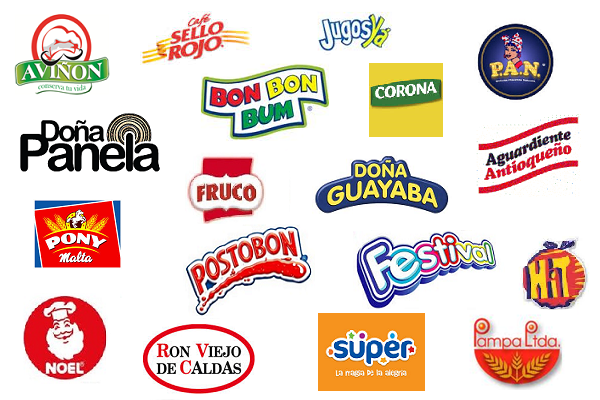 AVIÑON
conserva tu vida
Café
SELLO
ROJO
JugosYá
P.A.N.
BON BON
BUM
®
CORONA
Doña
Panela
Aguardiente
Antioqueño
FRUCO
DOÑA
GUAYABA
PONY
Malta
POSTOBON
Festival
HiT
NOEL
RON VIEJO
DE CALDAS
súper
La magia de la alegría
Pampa Ltda.